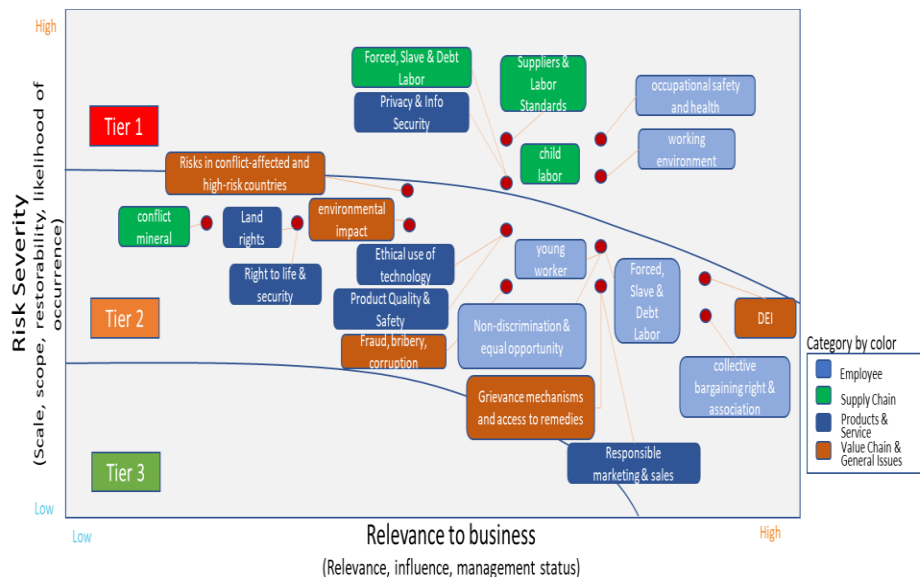 High
Forced, Slave & Debt
Labor
Suppliers &
Labor
Standards
occupational safety
and health
Privacy & Info
Security
Tier 1
child
labor
working
environment
Risks in conflict-affected and
high-risk countries
conflict
mineral
Land
rights
environmental
impact
Right to life &
security
Ethical use of
technology
young
worker
Forced,
Slave &
Debt
Labor
Product Quality &
Safety
Tier 2
DEI
Fraud, bribery,
corruption
Non-discrimination &
equal opportunity
collective
bargaining right &
association
Grievance mechanisms
and access to remedies
Responsible
marketing & sales
Tier 3
Low
Risk Severity
(Scale, scope, restorability, likelihood of
occurrence)
Low
Relevance to business
High
(Relevance, influence, management status)
Category by color
Employee
Supply Chain
Products &
Service
Value Chain &
General Issues